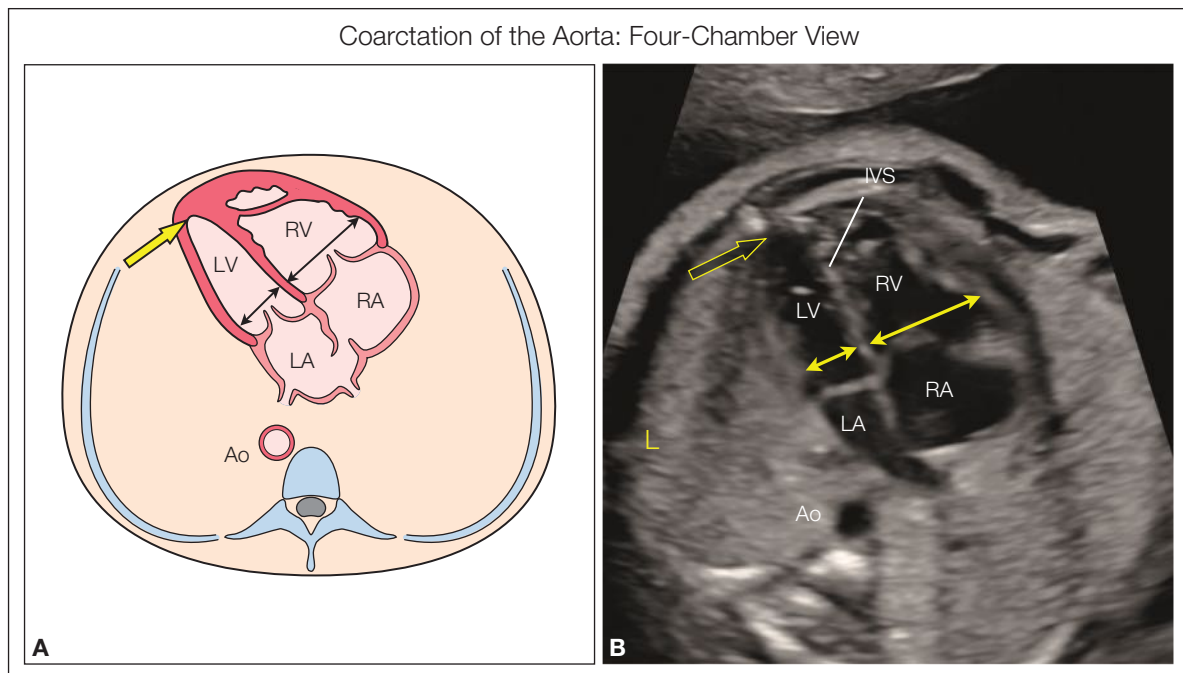 Coarctation of the Aorta: Four-Chamber View
RV
LV
RA
LA
Ao
A
IVS
RV
LV
RA
LA
L
Ao
B